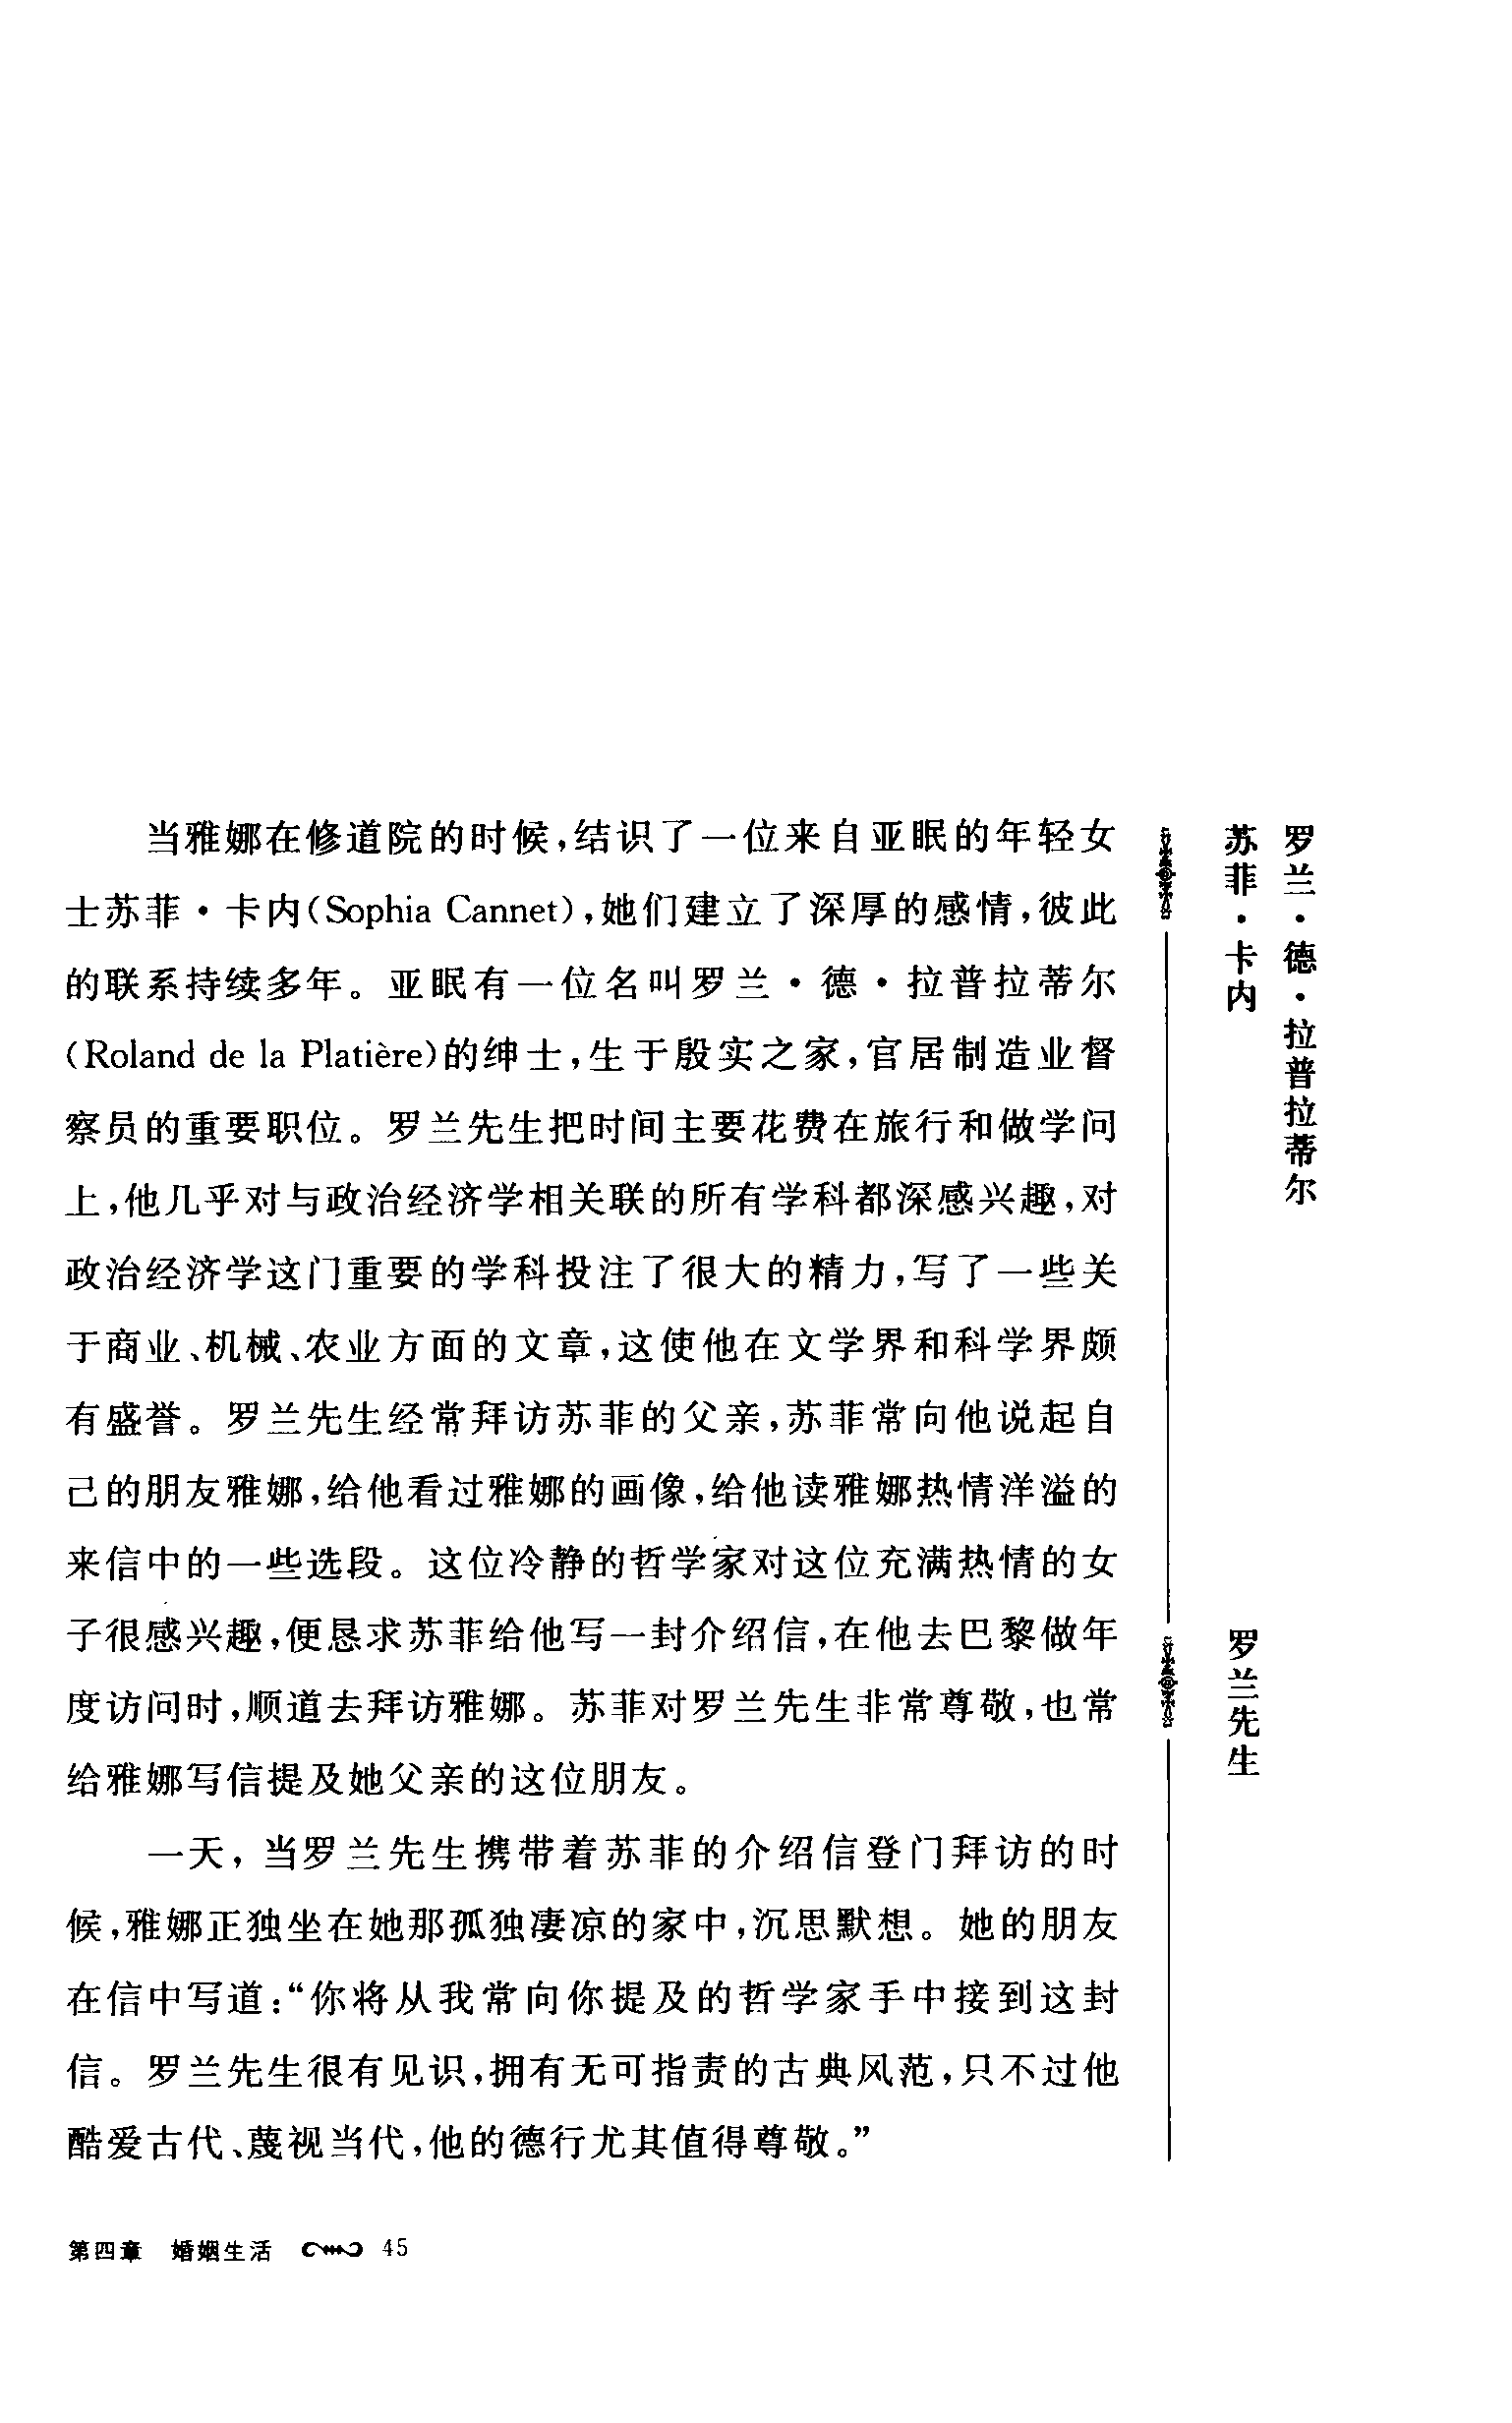 当雅娜在修道院的时候,结识了一位来自亚眠的年轻女
士苏菲·卡内(Sophia Cannet),她们建立了深厚的感情,彼此
的联系持续多年。亚眠有一位名叫罗兰·德·拉普拉蒂尔
(Roland de la Platière)的绅士,生于殷实之家,官居制造业督
察员的重要职位。罗兰先生把时间主要花费在旅行和做学问
上,他几乎对与政治经济学相关联的所有学科都深感兴趣,对
政治经济学这门重要的学科投注了很大的精力,写了一些关
于商业、机械、农业方面的文章,这使他在文学界和科学界颇
有盛誉。罗兰先生经常拜访苏菲的父亲,苏菲常向他说起自
己的朋友雅娜,给他看过雅娜的画像,给他读雅娜热情洋溢的
来信中的一些选段。这位冷静的哲学家对这位充满热情的女
子很感兴趣,便恳求苏菲给他写一封介绍信,在他去巴黎做年
度访问时,顺道去拜访雅娜。苏菲对罗兰先生非常尊敬,也常
给雅娜写信提及她父亲的这位朋友。
一天,当罗兰先生携带着苏菲的介绍信登门拜访的时
候,雅娜正独坐在她那孤独凄凉的家中,沉思默想。她的朋友
在信中写道:“你将从我常向你提及的哲学家手中接到这封
信。罗兰先生很有见识,拥有无可指责的古典风范,只不过他
酷爱古代、蔑视当代,他的德行尤其值得尊敬。”
罗兰·德·拉普拉蒂尔
苏菲·卡内
罗兰先生
第四章 婚姻生活 45